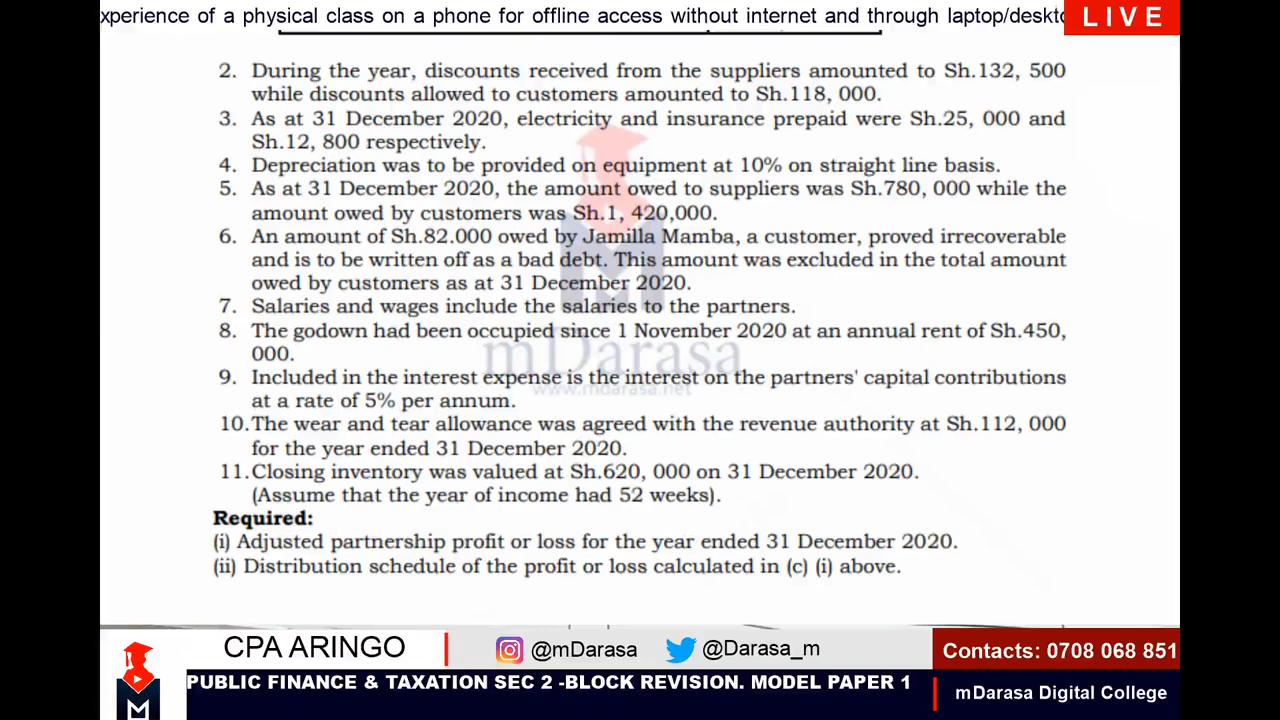 xperience of a physical class on a phone for offline access without internet and through laptop/deskto
LIVE
2. During the year, discounts received from the suppliers amounted to Sh.132, 500
while discounts allowed to customers amounted to Sh.118, 000.
3. As at 31 December 2020, electricity and insurance prepaid were Sh.25, 000 and
Sh.12, 800 respectively.
4. Depreciation was to be provided on equipment at 10% on straight line basis.
5. As at 31 December 2020, the amount owed to suppliers was Sh.780, 000 while the
amount owed by customers was Sh.1, 420,000.
6. An amount of Sh.82.000 owed by Jamilla Mamba, a customer, proved irrecoverable
and is to be written off as a bad debt. This amount was excluded in the total amount
owed by customers as at 31 December 2020.
7. Salaries and wages include the salaries to the partners.
8. The godown had been occupied since 1 November 2020 at an annual rent of Sh.450,
000.
mDarasa
9. Included in the interest expense is the interest on the partners' capital contributions
www.mdarasa.net
at a rate of 5% per annum.
10.The wear and tear allowance was agreed with the revenue authority at Sh.112, 000
for the year ended 31 December 2020.
11.Closing inventory was valued at Sh.620, 000 on 31 December 2020.
(Assume that the year of income had 52 weeks).
Required:
(i) Adjusted partnership profit or loss for the year ended 31 December 2020.
(ii) Distribution schedule of the profit or loss calculated in (c) (i) above.
CPA ARINGO
@mDarasa
@Darasa_m
Contacts: 0708 068 851
PUBLIC FINANCE & TAXATION SEC 2 -BLOCK REVISION. MODEL PAPER 1
mDarasa Digital College